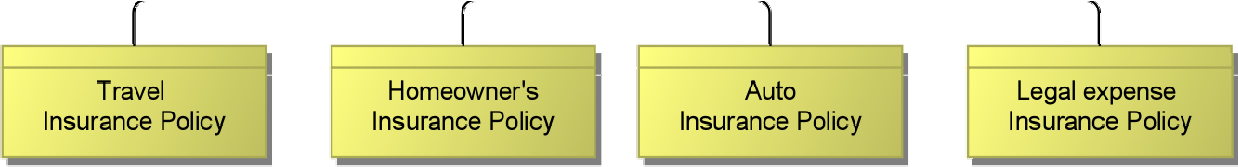 Travel
Insurance Policy
Homeowner's
Insurance Policy
Auto
Insurance Policy
Legal expense
Insurance Policy